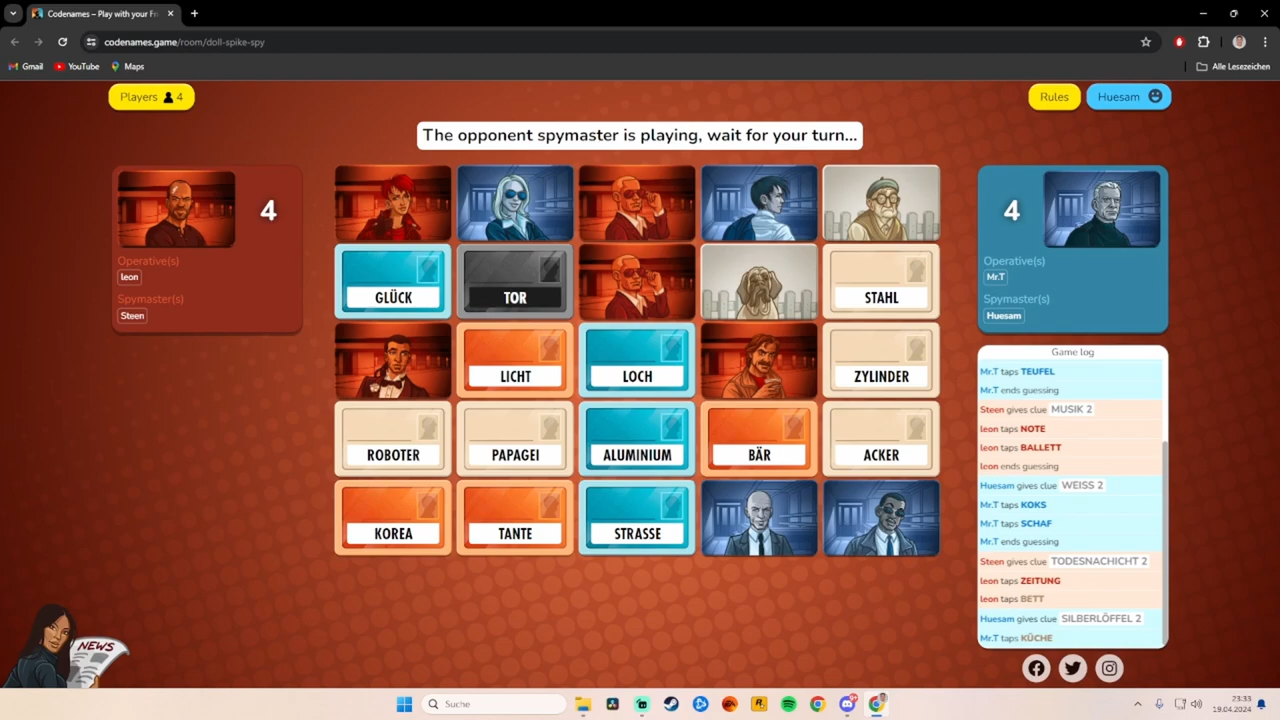 Codenames – Play with your Fr
codenames.game/room/doll-spike-spy
Gmail
YouTube
Maps
Alle Lesezeichen
Players 4
Rules
Huesam
The opponent spymaster is playing, wait for your turn...
4
Operative(s)
leon
Spymaster(s)
Steen
GLÜCK
TOR
STAHL
LICHT
LOCH
ZYLINDER
ROBOTER
PAPAGEI
ALUMINIUM
BÄR
ACKER
KOREA
TANTE
STRASSE
4
Operative(s)
Mr.T
Spymaster(s)
Huesam
Game log
Mr.T taps TEUFEL
Mr.T ends guessing
Steen gives clue MUSIK 2
leon taps NOTE
leon taps BALLETT
leon ends guessing
Huesam gives clue WEISS 2
Mr.T taps KOKS
Mr.T taps SCHAF
Mr.T ends guessing
Steen gives clue TODESNACHICHT 2
leon taps ZEITUNG
leon taps BETT
Huesam gives clue SILBERLÖFFEL 2
Mr.T taps KÜCHE
NEWS
Suche
23:33
19.04.2024